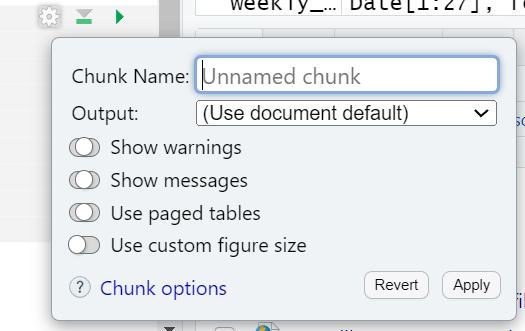 weekly_… Date[1:27], fo
Chunk Name: Unnamed chunk
Output: (Use document default)
Show warnings
Show messages
Use paged tables
Use custom figure size
? Chunk options Revert Apply